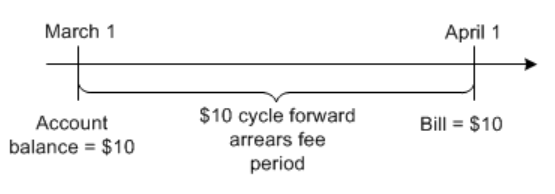 March 1
April 1
Account
balance = $10
$10 cycle forward
arrears fee
period
Bill = $10